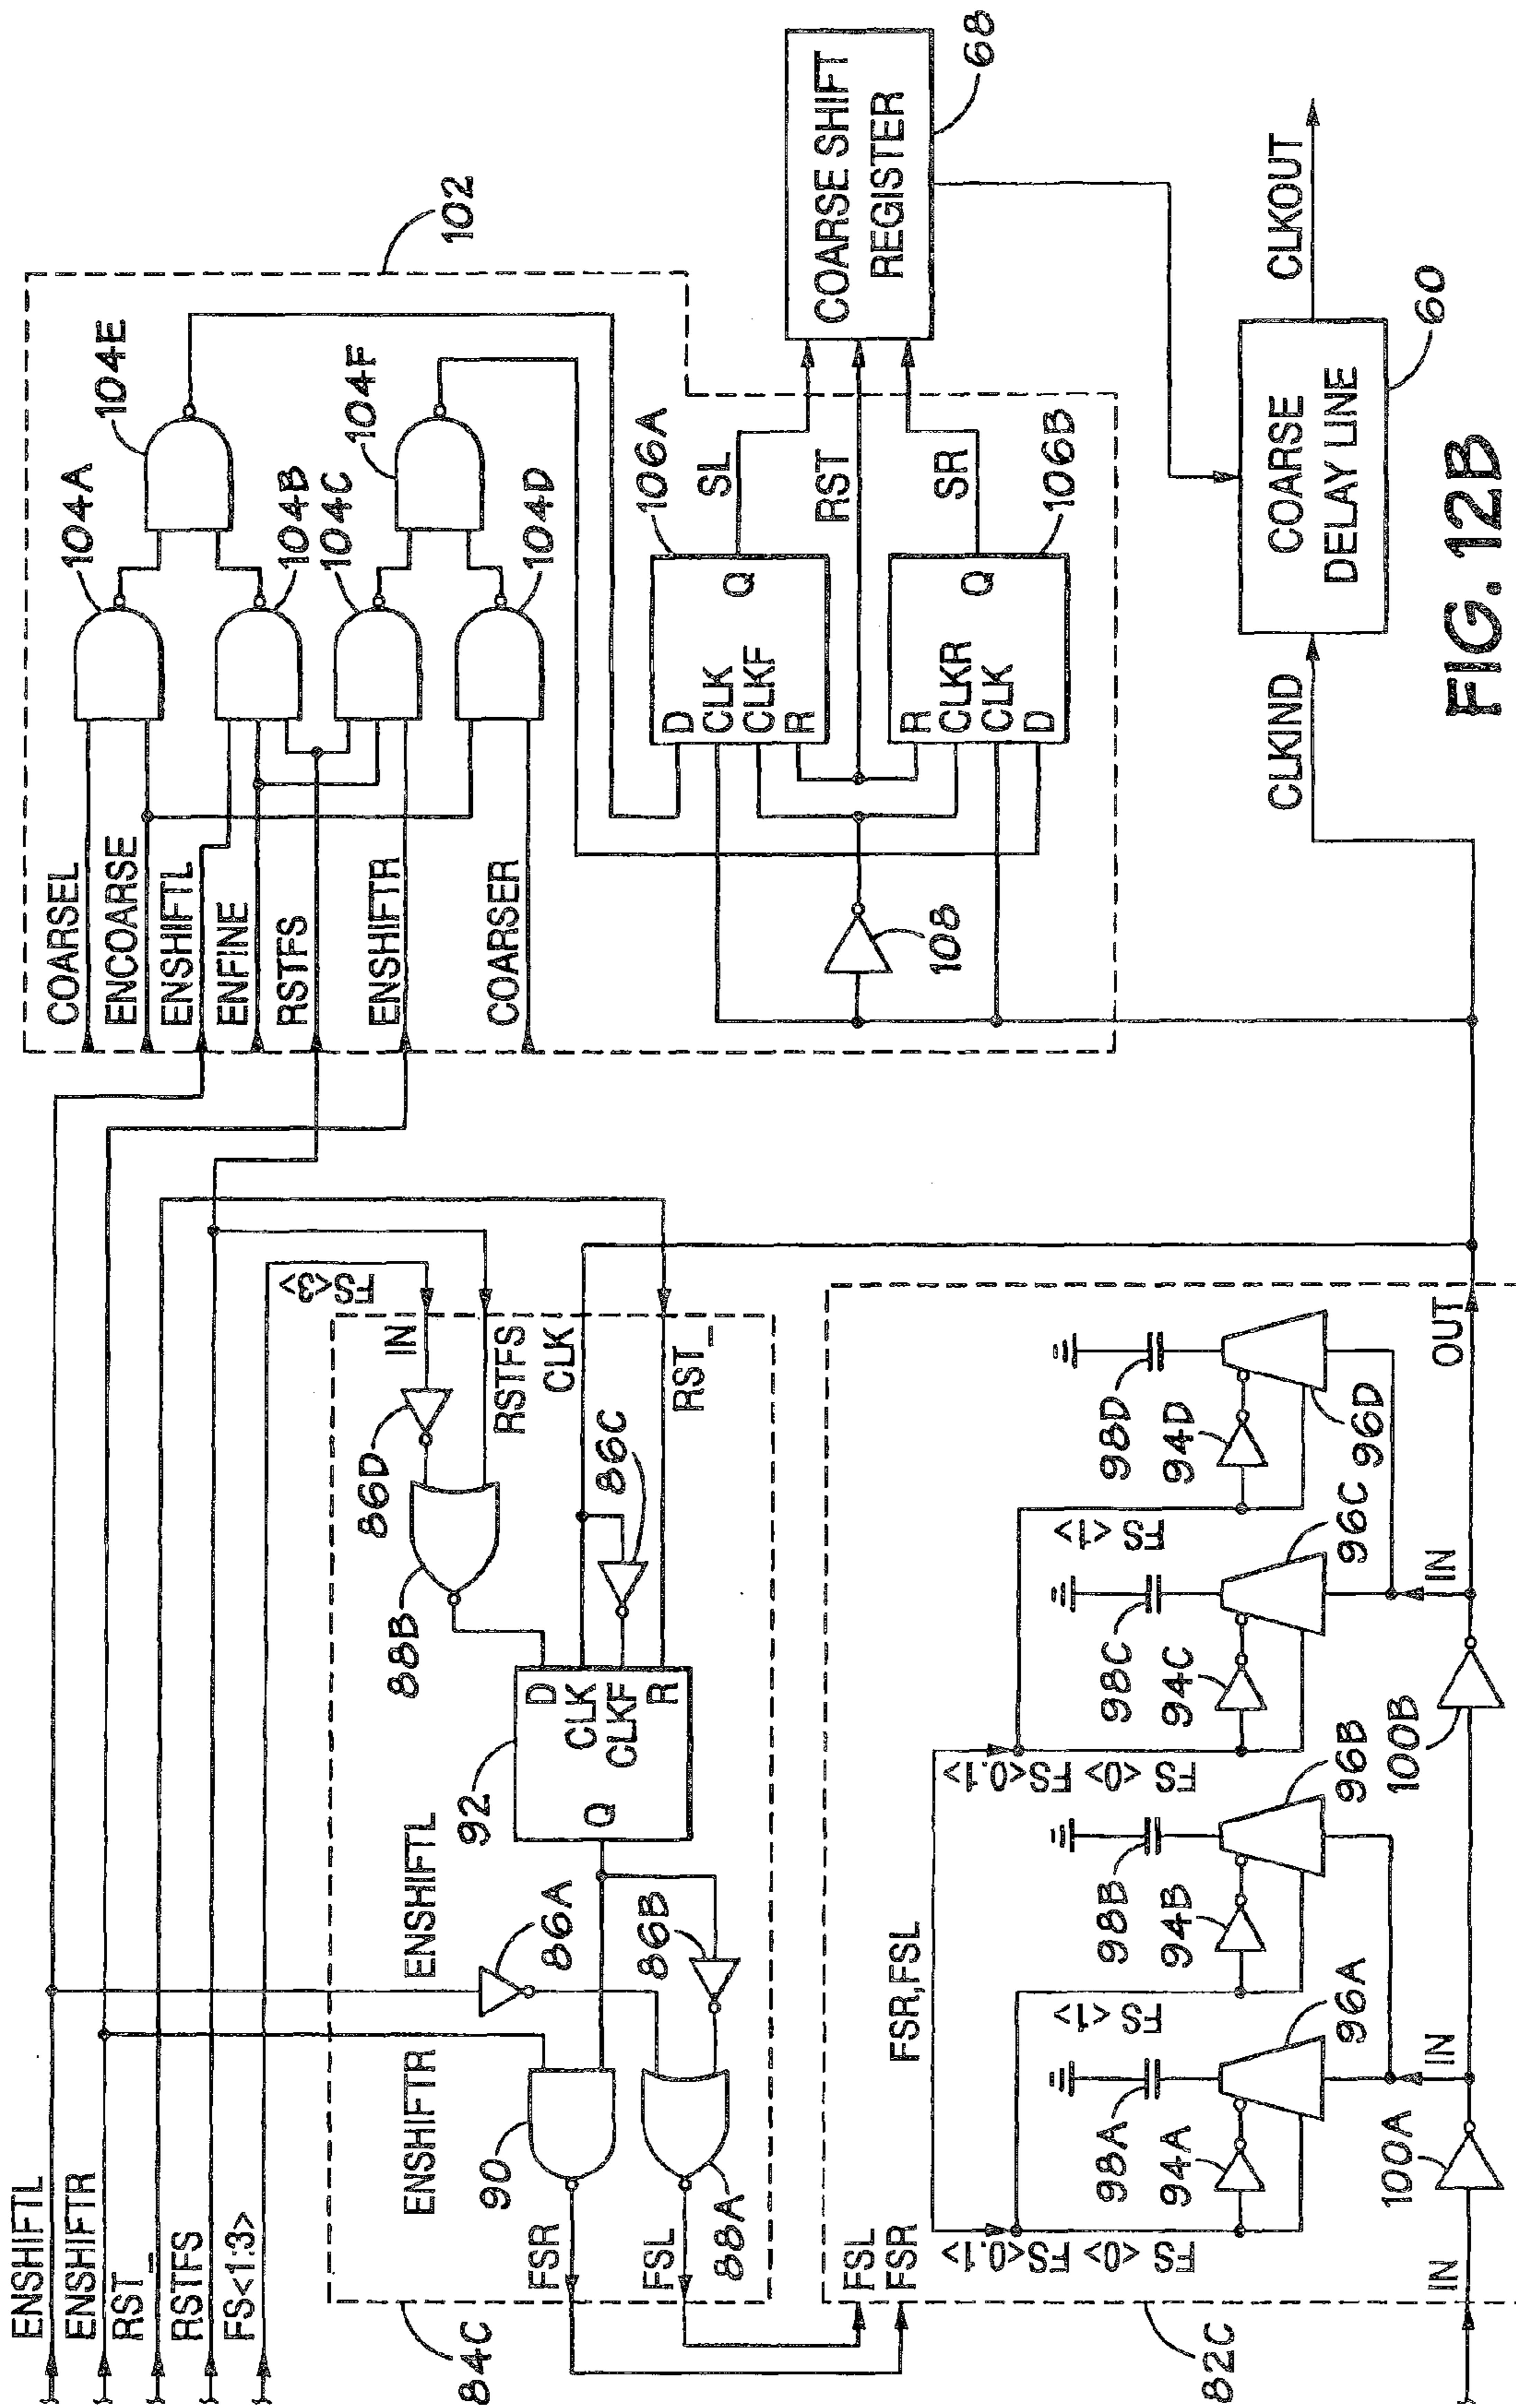 ENSHIFTL
ENSHIFTR
RST_
RSTFS
FS<1:3>
COARSEL
ENCOARSE
ENSHIFTL
ENFINE
RSTFS
ENSHIFTR
COARSER
104A
104B
104C
104D
104E
104F
102
84C
ENSHIFTR
ENSHIFTL
90
FSR
FSL
88A
86A
86B
92
Q
D
CLK
CLKF
R
88B
86D
86C
IN
FS<3>
RSTFS
CLK
RST_
106A
D
CLK
CLKF
R
Q
SL
RST
SR
R
CLKR
CLK
D
Q
106B
108
COARSE SHIFT
REGISTER
68
82C
FSL
FSR
FSR,FSL
FS<0.1>
FS <0>
FS <1>
FS<0.1>
FS <0>
FS <1>
98A
94A
96A
98B
94B
96B
98C
94C
96C
98D
94D
96D
IN
100A
IN
100B
IN
OUT
CLKIND
COARSE
DELAY LINE
60
CLKOUT
FIG. 12B